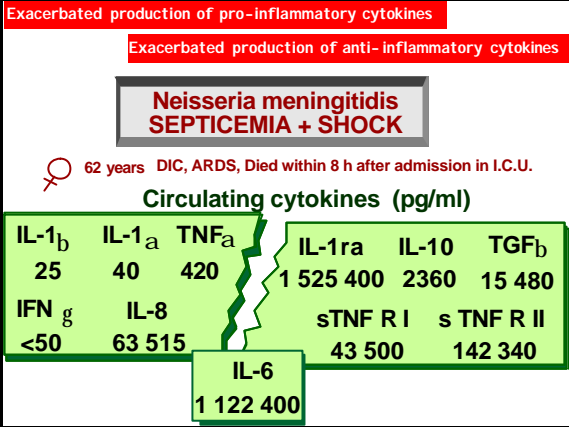 Exacerbated production of pro-inflammatory cytokines
Exacerbated production of anti-inflammatory cytokines
Neisseria meningitidis
SEPTICEMIA + SHOCK
62 years DIC, ARDS, Died within 8 h after admission in I.C.U.
Circulating cytokines (pg/ml)
IL-1b IL-1a TNFa
25 40 420
IFN g IL-8
<50 63 515
IL-1ra IL-10 TGFb
1 525 400 2360 15 480
sTNF R I s TNF R II
43 500 142 340
IL-6
1 122 400